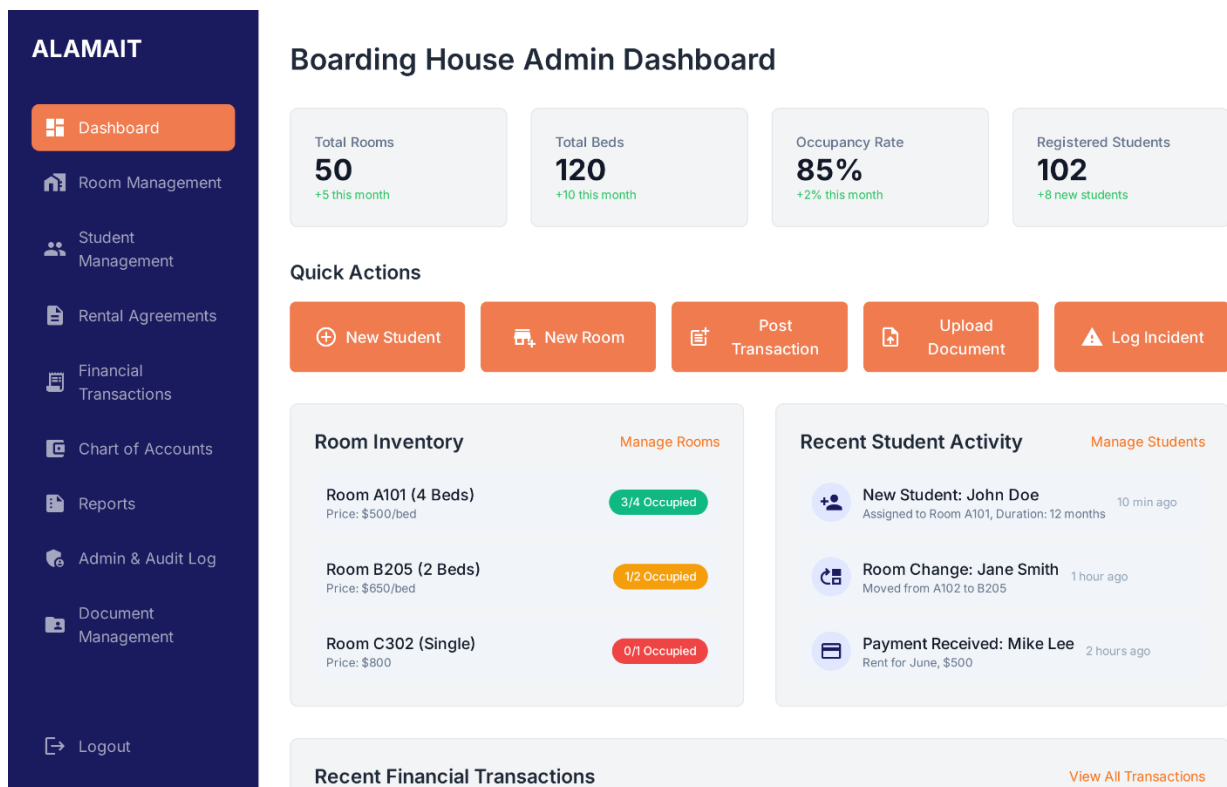 ALAMAIT
Dashboard
Room Management
Student
Management
Rental Agreements
Financial
Transactions
Chart of Accounts
Reports
Admin & Audit Log
Document
Management
Logout
Boarding House Admin Dashboard
Total Rooms
50
+5 this month
Total Beds
120
+10 this month
Occupancy Rate
85%
+2% this month
Registered Students
102
+8 new students
Quick Actions
New Student
New Room
Post
Transaction
Upload
Document
Log Incident
Room Inventory
Manage Rooms
Room A101 (4 Beds)
Price: $500/bed
3/4 Occupied
Room B205 (2 Beds)
Price: $650/bed
1/2 Occupied
Room C302 (Single)
Price: $800
0/1 Occupied
Recent Student Activity
Manage Students
New Student: John Doe
Assigned to Room A101, Duration: 12 months
10 min ago
Room Change: Jane Smith
Moved from A102 to B205
1 hour ago
Payment Received: Mike Lee
Rent for June, $500
2 hours ago
Recent Financial Transactions
View All Transactions